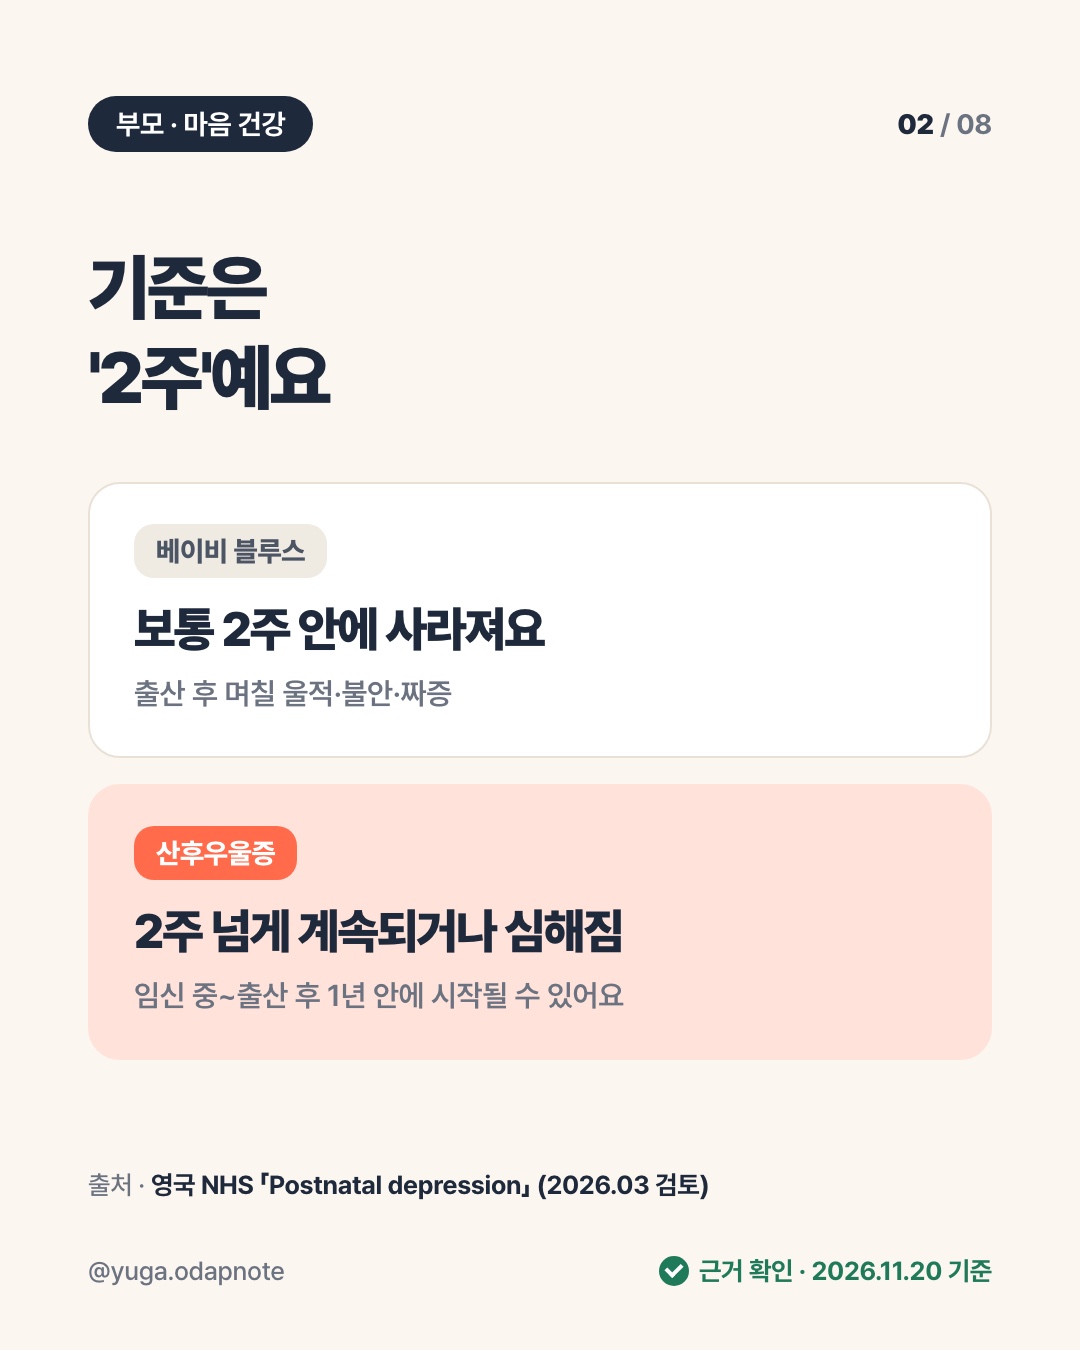 부모 · 마음 건강
02 / 08
기준은
'2주'예요
베이비 블루스
보통 2주 안에 사라져요
출산 후 며칠 울적·불안·짜증
산후우울증
2주 넘게 계속되거나 심해짐
임신 중~출산 후 1년 안에 시작될 수 있어요
출처 · 영국 NHS 「Postnatal depression」 (2026.03 검토)
@yuga.odapnote
근거 확인 · 2026.11.20 기준